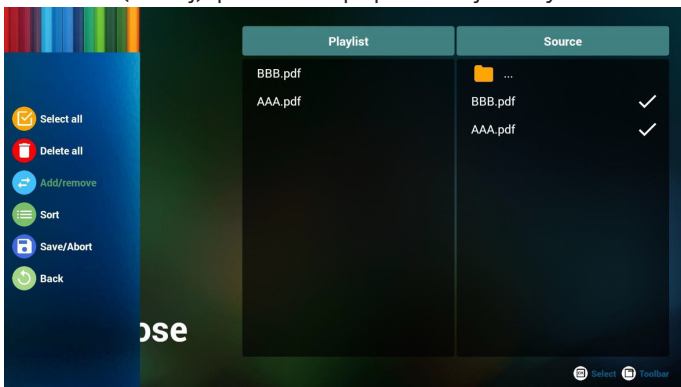 Select all
Delete all
Add/remove
Sort
Save/Abort
Back
ose
Playlist
BBB.pdf
AAA.pdf
Source
...
BBB.pdf
AAA.pdf
Select
Toolbar